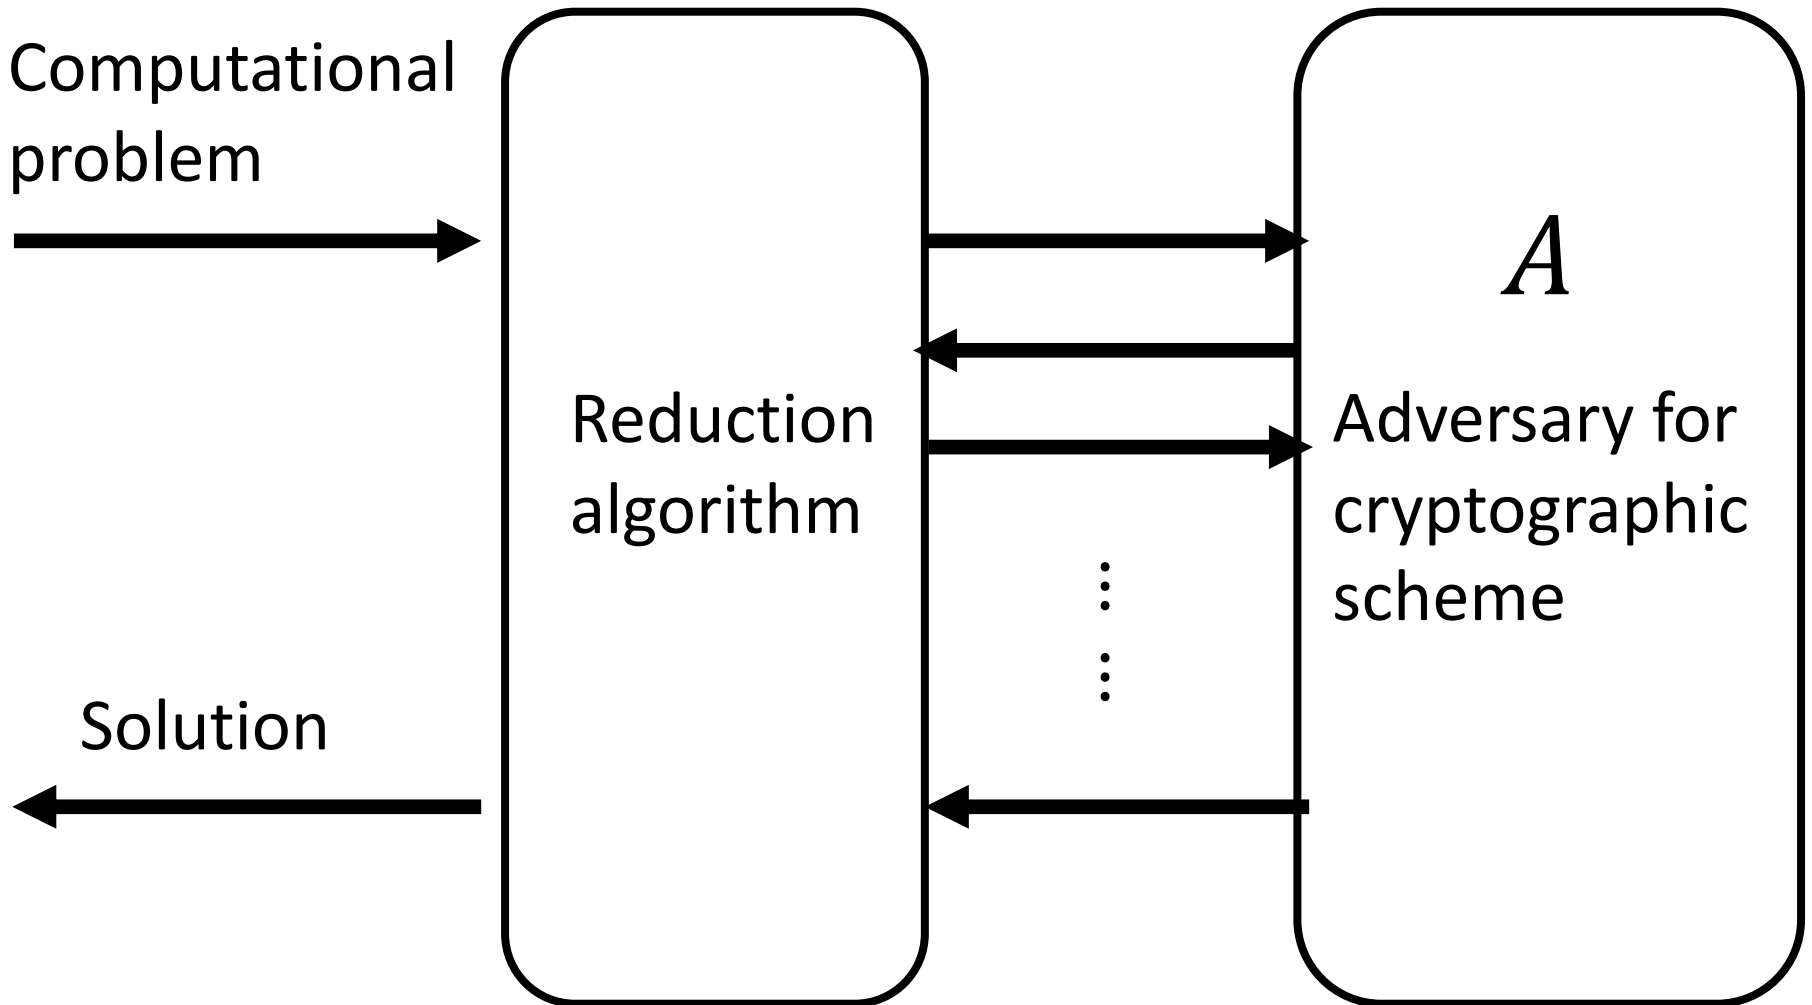 Computational
problem
Reduction
algorithm
A
Adversary for
cryptographic
scheme
Solution